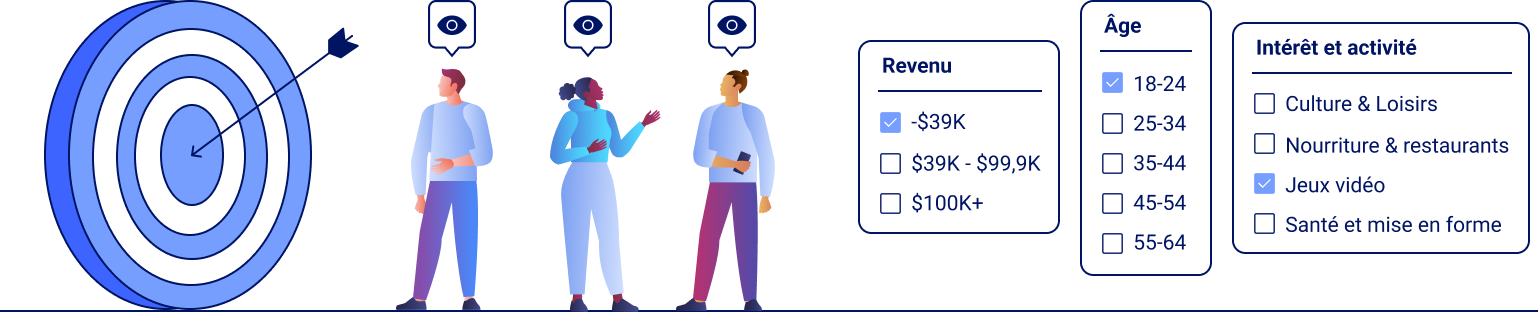 Revenu
-$39K
$39K - $99,9K
$100K+
Âge
18-24
25-34
35-44
45-54
55-64
Intérêt et activité
Culture & Loisirs
Nourriture & restaurants
Jeux vidéo
Santé et mise en forme